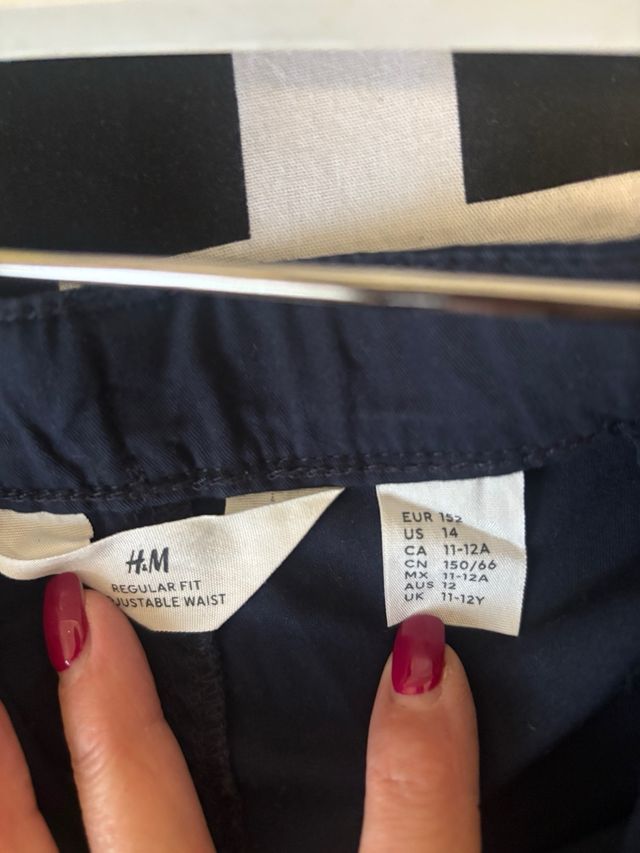 H&M
REGULAR FIT
WAIST
EUR 152
US 14
CA 11-12A
CN 150/66
MX 11-12A
AUS 12
UK 11-12Y